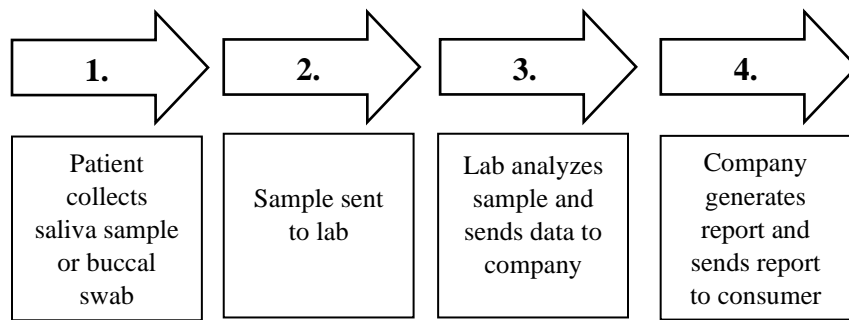 1.
2.
3.
4.
Patient
collects
saliva sample
or buccal
swab
Sample sent
to lab
Lab analyzes
sample and
sends data to
company
Company
generates
report and
sends report
to consumer